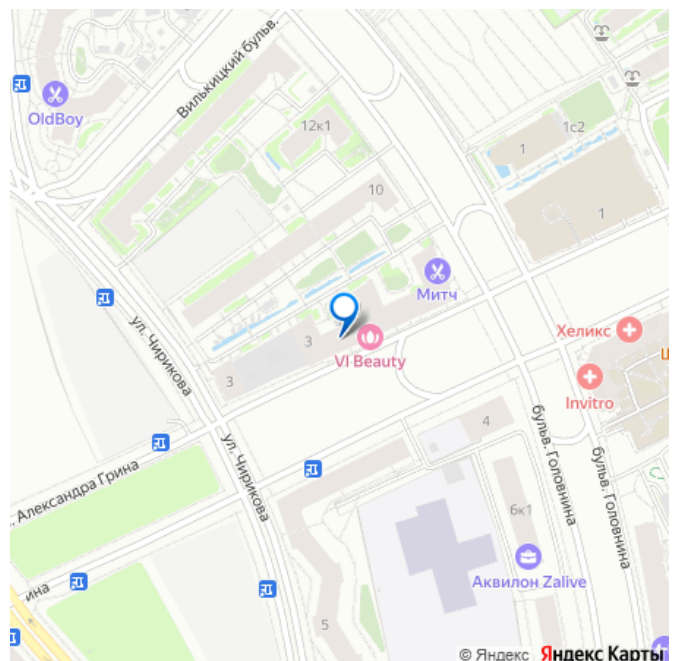 Вилькицкий бульв.
OldBoy
12к1
1с2
1
10
1
Митч
ул. Чирикова
3
VI Beauty
3
Хеликс
Invitro
4
ул. Чирикова
бульв. Головнина
бульв. Головнина
. Александра Грина
6к1
Аквилон Zalive
ина
5
© Яндекс Яндекс Карты